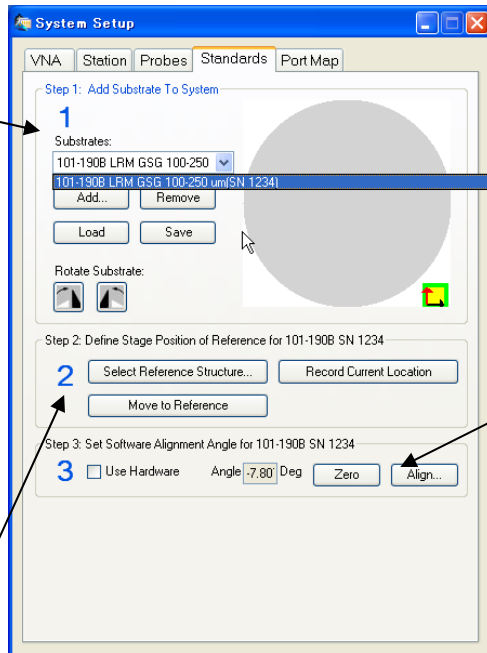 System Setup
VNA Station Probes Standards Port Map
Step 1: Add Substrate To System
1
Substrates:
101-190B LRM GSG 100-250
101-190B LRM GSG 100-250 um(SN 1234)
Add... Remove
Load Save
Rotate Substrate:
Step 2: Define Stage Position of Reference for 101-190B SN 1234
2 Select Reference Structure... Record Current Location
Move to Reference
Step 3: Set Software Alignment Angle for 101-190B SN 1234
3 Use Hardware Angle -7.80 Deg Zero Align...